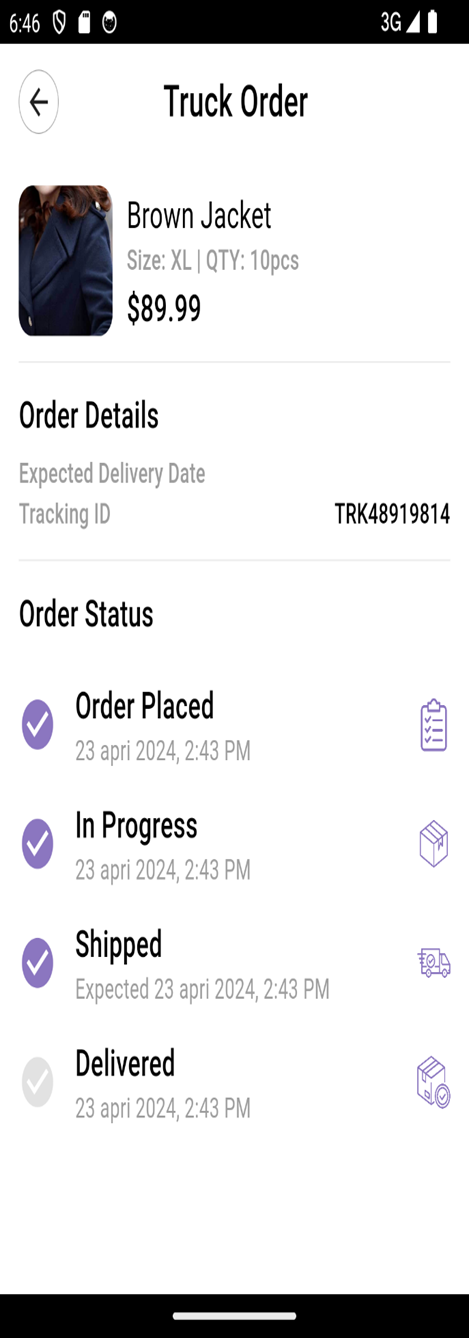 6:46 3G
Truck Order
Brown Jacket
Size: XL | QTY: 10pcs
$89.99
Order Details
Expected Delivery Date
Tracking ID TRK48919814
Order Status
Order Placed
23 apri 2024, 2:43 PM
In Progress
23 apri 2024, 2:43 PM
Shipped
Expected 23 apri 2024, 2:43 PM
Delivered
23 apri 2024, 2:43 PM